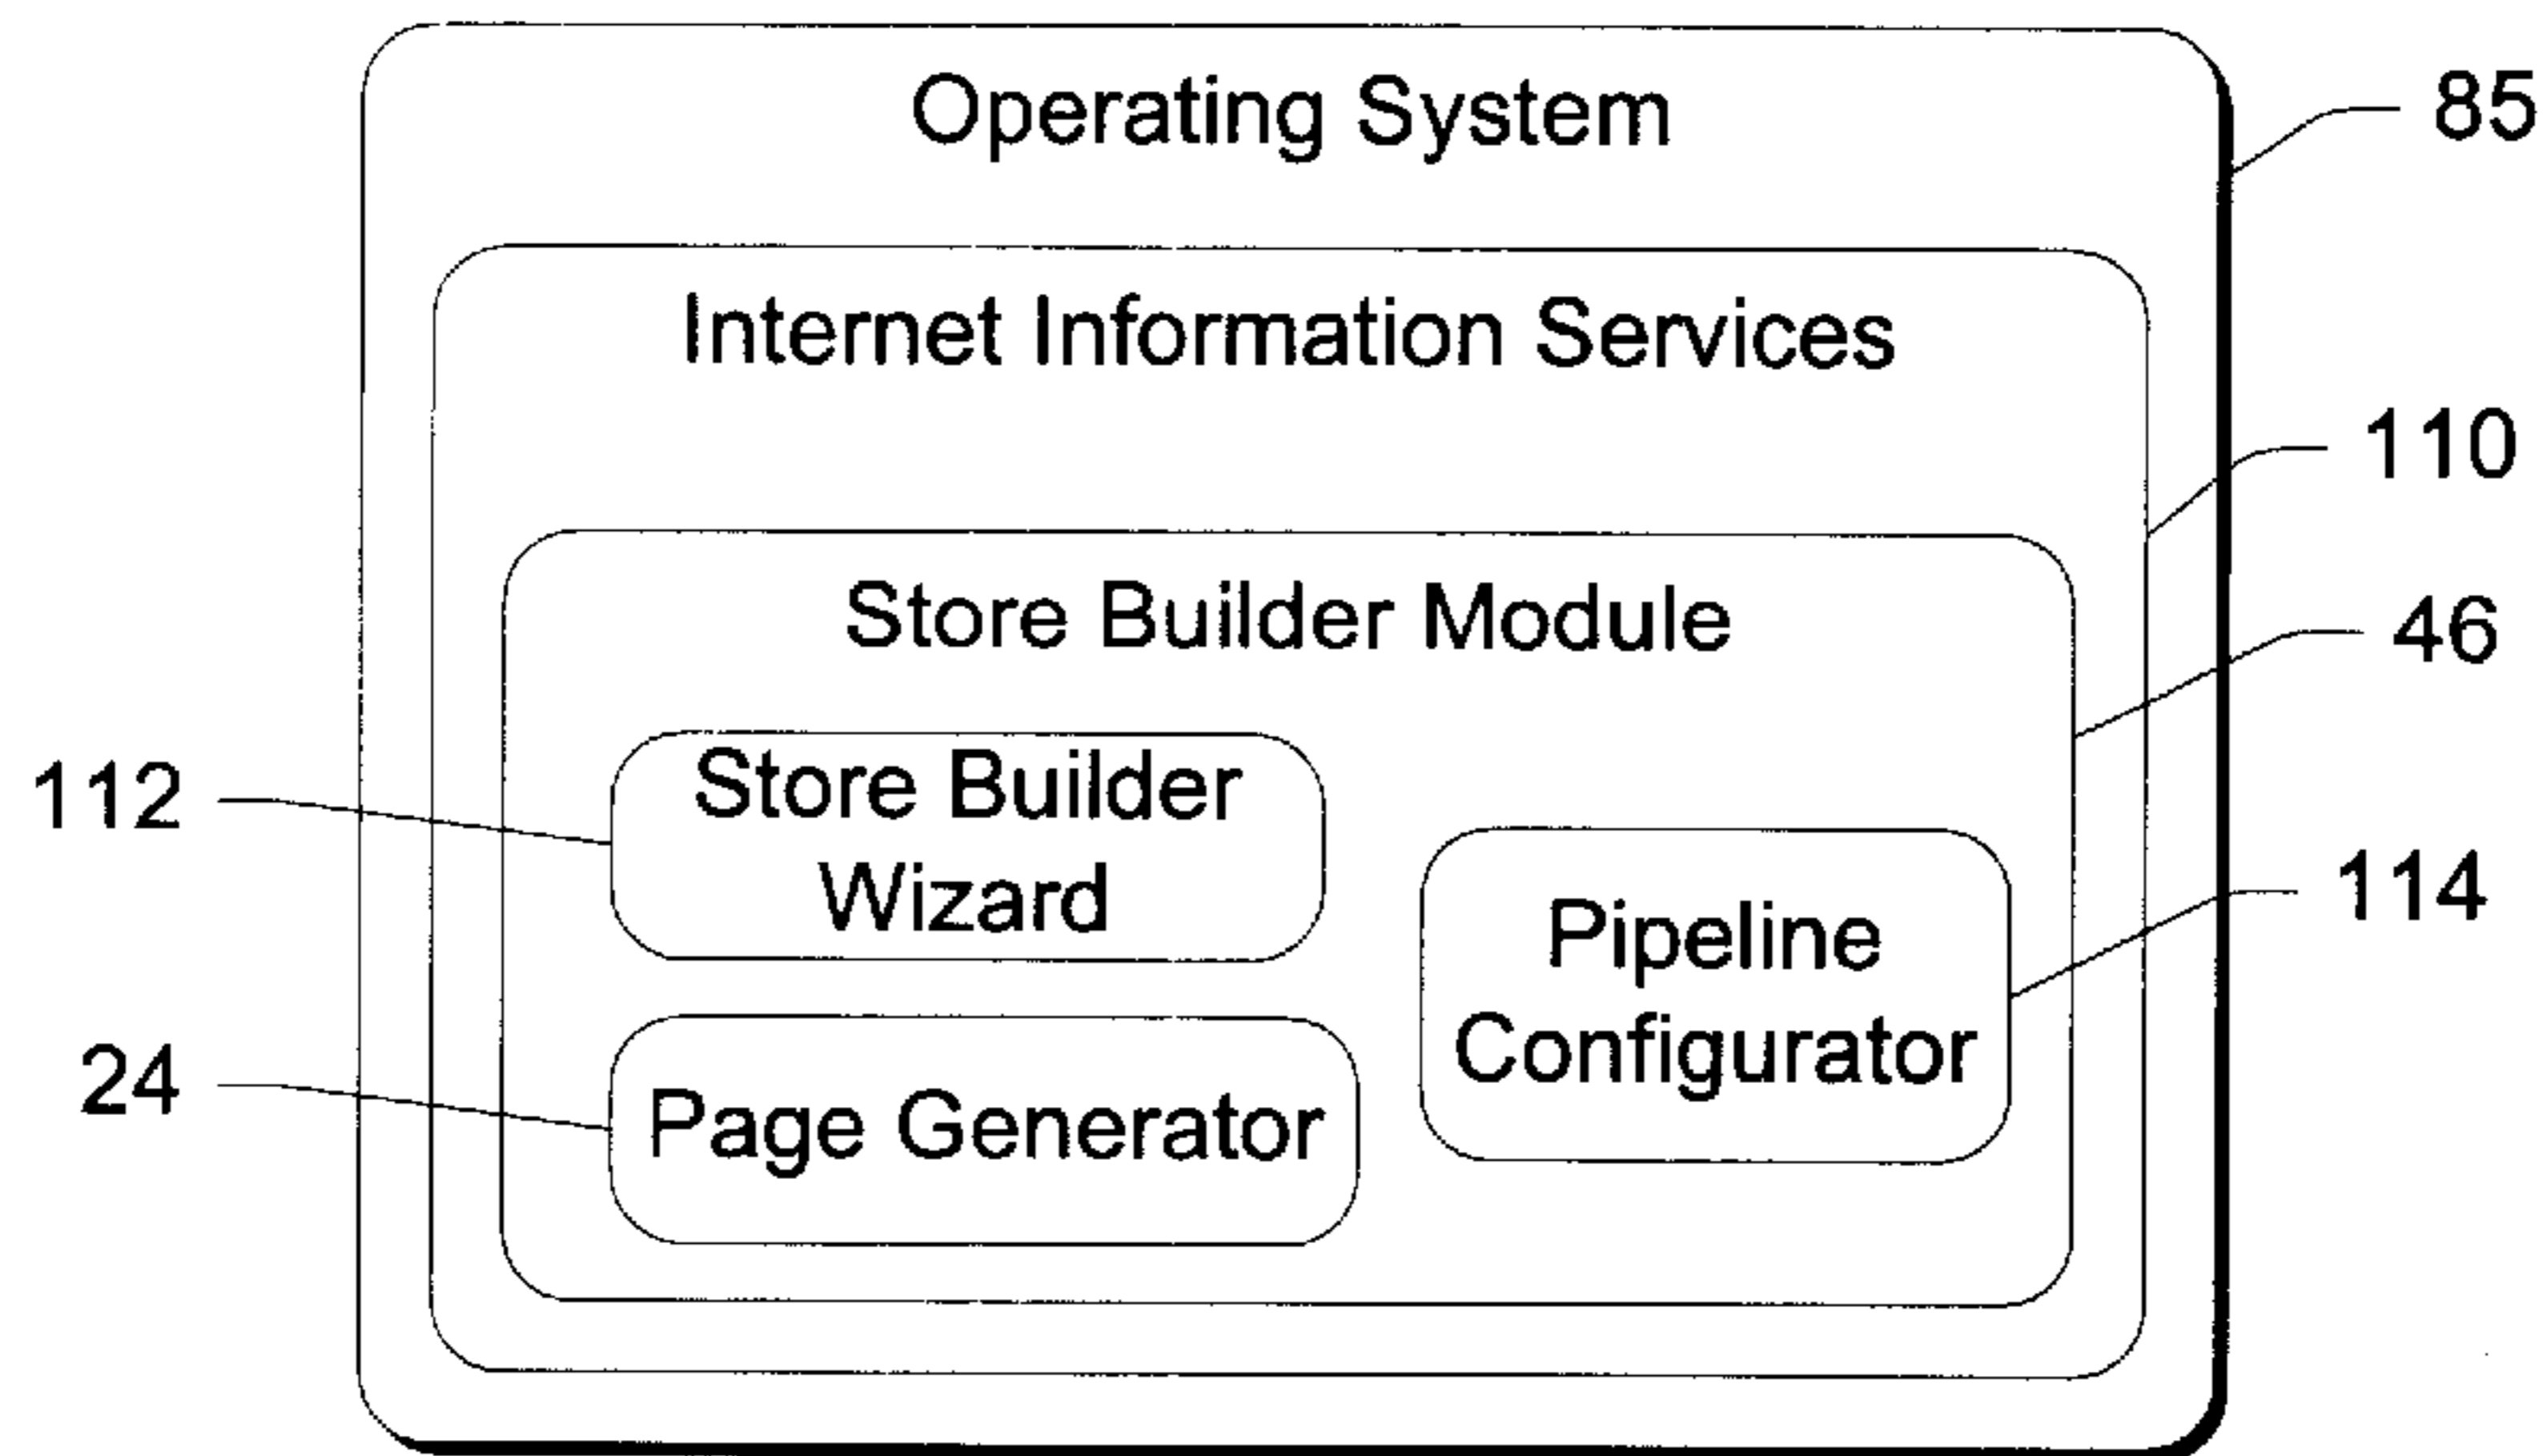 Operating System
85
Internet Information Services
110
Store Builder Module
46
112
Store Builder
Wizard
Pipeline
Configurator
114
24
Page Generator